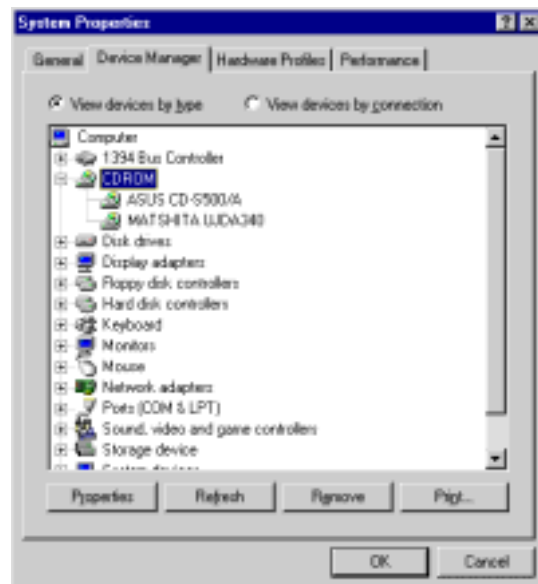 System Properties
General Device Manager Hardware Profiles Performance
View devices by type View devices by connection
Computer
1394 Bus Controller
CDROM
ASUS CD-S500/A
MATSHITA UJDA340
Disk drives
Display adapters
Floppy disk controllers
Hard disk controllers
Keyboard
Monitors
Mouse
Network adapters
Ports (COM & LPT)
Sound, video and game controllers
Storage device
System devices
Properties Refresh Remove Print...
OK Cancel